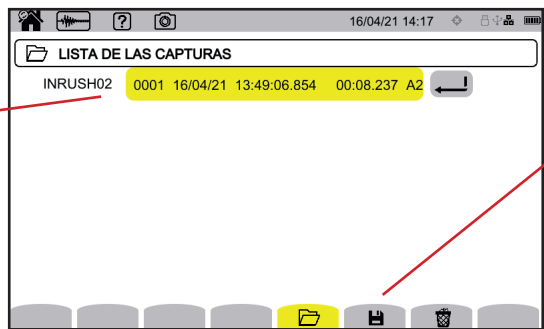 ? 16/04/21 14:17
LISTA DE LAS CAPTURAS
INRUSH02 0001 16/04/21 13:49:06.854 00:08.237 A2